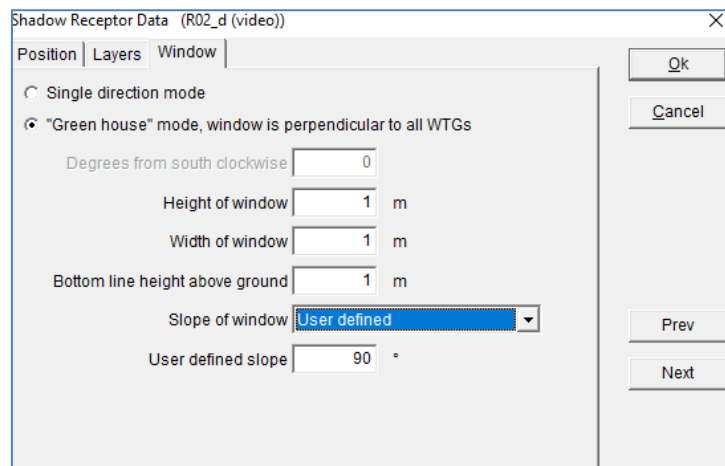 Shadow Receptor Data (R02_d (video))
Position Layers Window
Ok
Single direction mode
"Green house" mode, window is perpendicular to all WTGs
Cancel
Degrees from south clockwise 0
Height of window 1 m
Width of window 1 m
Bottom line height above ground 1 m
Slope of window User defined
Prev
User defined slope 90 °
Next